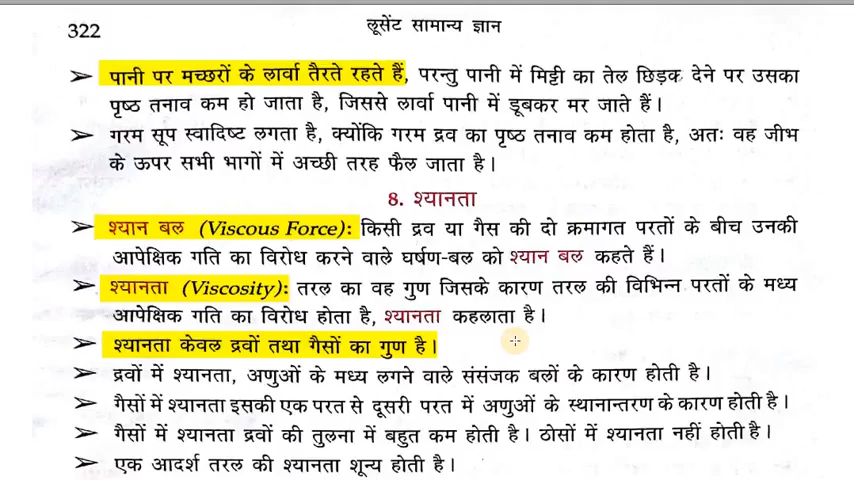 322
लूसेंट सामान्य ज्ञान
➤ पानी पर मच्छरों के लार्वा तैरते रहते हैं, परन्तु पानी में मिट्टी का तेल छिड़क देने पर उसका
पृष्ठ तनाव कम हो जाता है, जिससे लार्वा पानी में डूबकर मर जाते हैं।
➤ गरम सूप स्वादिष्ट लगता है, क्योंकि गरम द्रव का पृष्ठ तनाव कम होता है, अतः वह जीभ
के ऊपर सभी भागों में अच्छी तरह फैल जाता है।
8. श्यानता
➤ श्यान बल (Viscous Force): किसी द्रव या गैस की दो क्रमागत परतों के बीच उनकी
आपेक्षिक गति का विरोध करने वाले घर्षण-बल को श्यान बल कहते हैं।
➤ श्यानता (Viscosity): तरल का वह गुण जिसके कारण तरल की विभिन्न परतों के मध्य
आपेक्षिक गति का विरोध होता है, श्यानता कहलाता है।
➤ श्यानता केवल द्रवों तथा गैसों का गुण है।
➤ द्रवों में श्यानता, अणुओं के मध्य लगने वाले संसंजक बलों के कारण होती है।
➤ गैसों में श्यानता इसकी एक परत से दूसरी परत में अणुओं के स्थानान्तरण के कारण होती है।
➤ गैसों में श्यानता द्रवों की तुलना में बहुत कम होती है। ठोसों में श्यानता नहीं होती है।
➤ एक आदर्श तरल की श्यानता शून्य होती है।